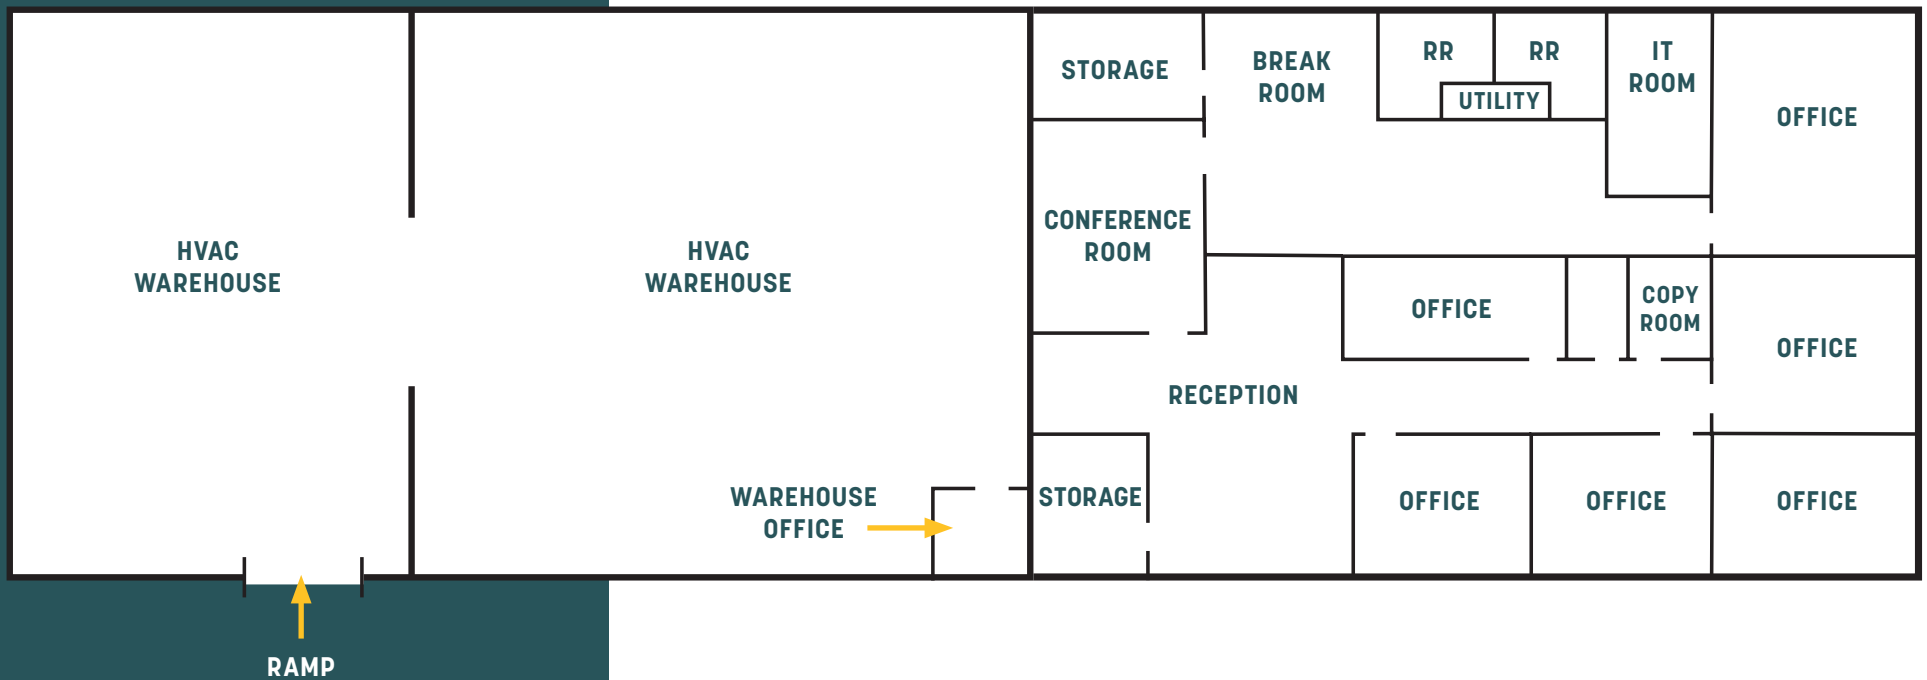 HVAC
WAREHOUSE
HVAC
WAREHOUSE
WAREHOUSE
OFFICE
RAMP
STORAGE
BREAK
ROOM
RR
RR
UTILITY
IT
ROOM
OFFICE
CONFERENCE
ROOM
OFFICE
COPY
ROOM
OFFICE
RECEPTION
STORAGE
OFFICE
OFFICE
OFFICE